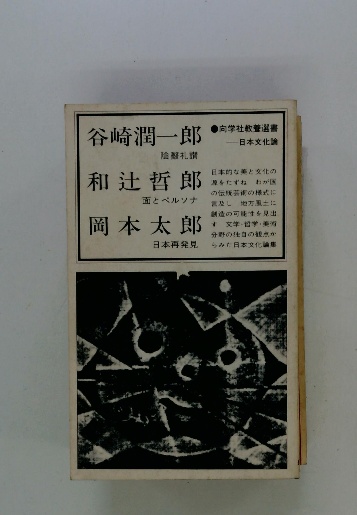 谷崎潤一郎
陰翳礼讃
和辻哲郎
面とペルソナ
岡本太郎
日本再発見
●向学社教養選書
──日本文化論
日本的な美と文化の
源をたずね わが国
の伝統芸術の様式に
言及し 地方風土に
創造の可能性を見出
す 文学・哲学・美術
分野の独自の観点か
らみた日本文化論集